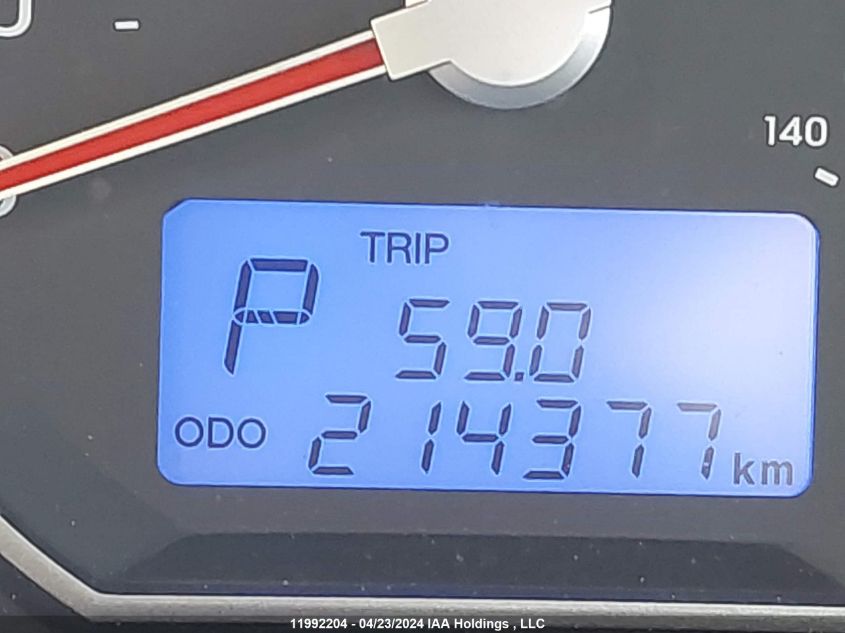 140
TRIP
P 59.0
ODO 214377 km
11992204 - 04/23/2024 IAA Holdings , LLC